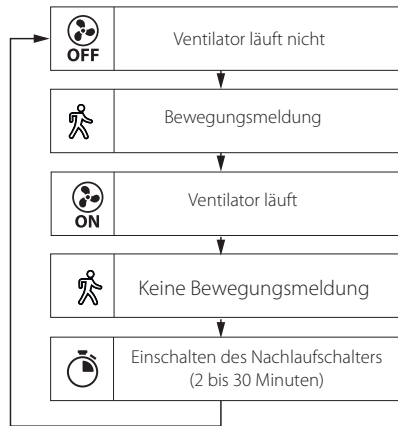 OFF
Ventilator läuft nicht
Bewegungsmeldung
ON
Ventilator läuft
Keine Bewegungsmeldung
Einschalten des Nachlaufschalters
(2 bis 30 Minuten)